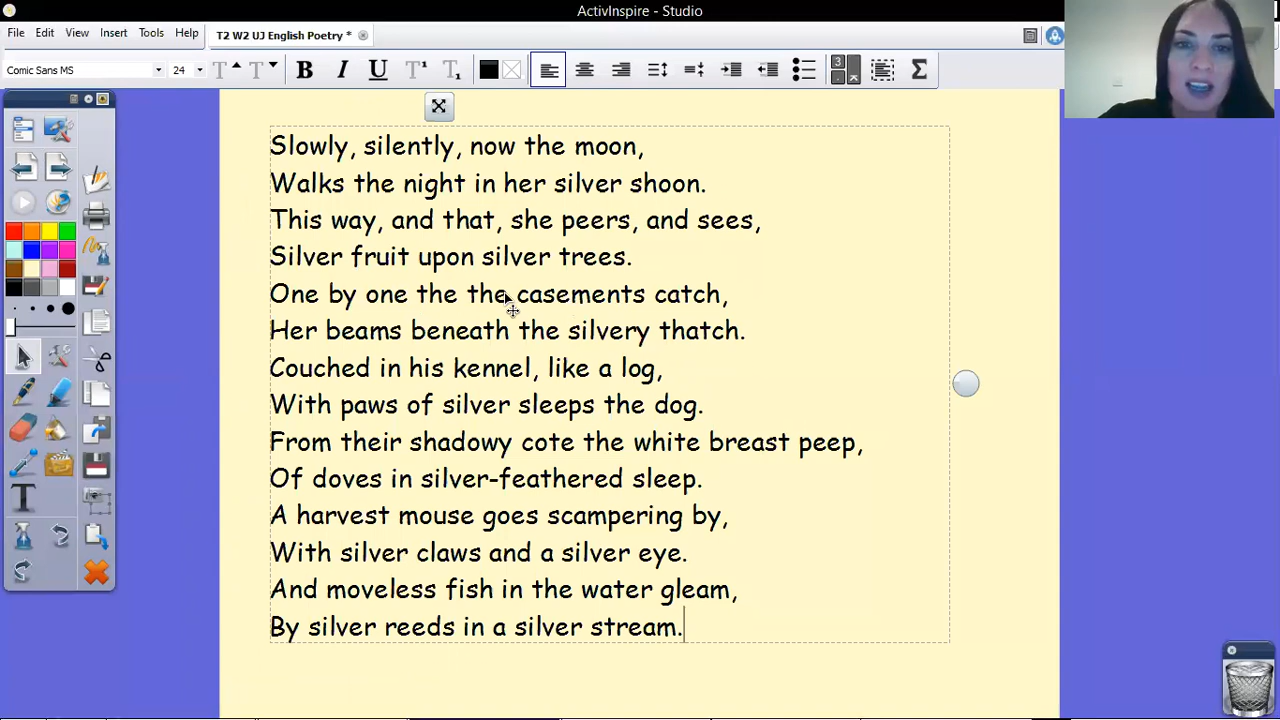 ActivInspire - Studio
File Edit View Insert Tools Help
T2 W2 UJ English Poetry *
Comic Sans MS 24
Slowly, silently, now the moon,
Walks the night in her silver shoon.
This way, and that, she peers, and sees,
Silver fruit upon silver trees.
One by one the the casements catch,
Her beams beneath the silvery thatch.
Couched in his kennel, like a log,
With paws of silver sleeps the dog.
From their shadowy cote the white breast peep,
Of doves in silver-feathered sleep.
A harvest mouse goes scampering by,
With silver claws and a silver eye.
And moveless fish in the water gleam,
By silver reeds in a silver stream.